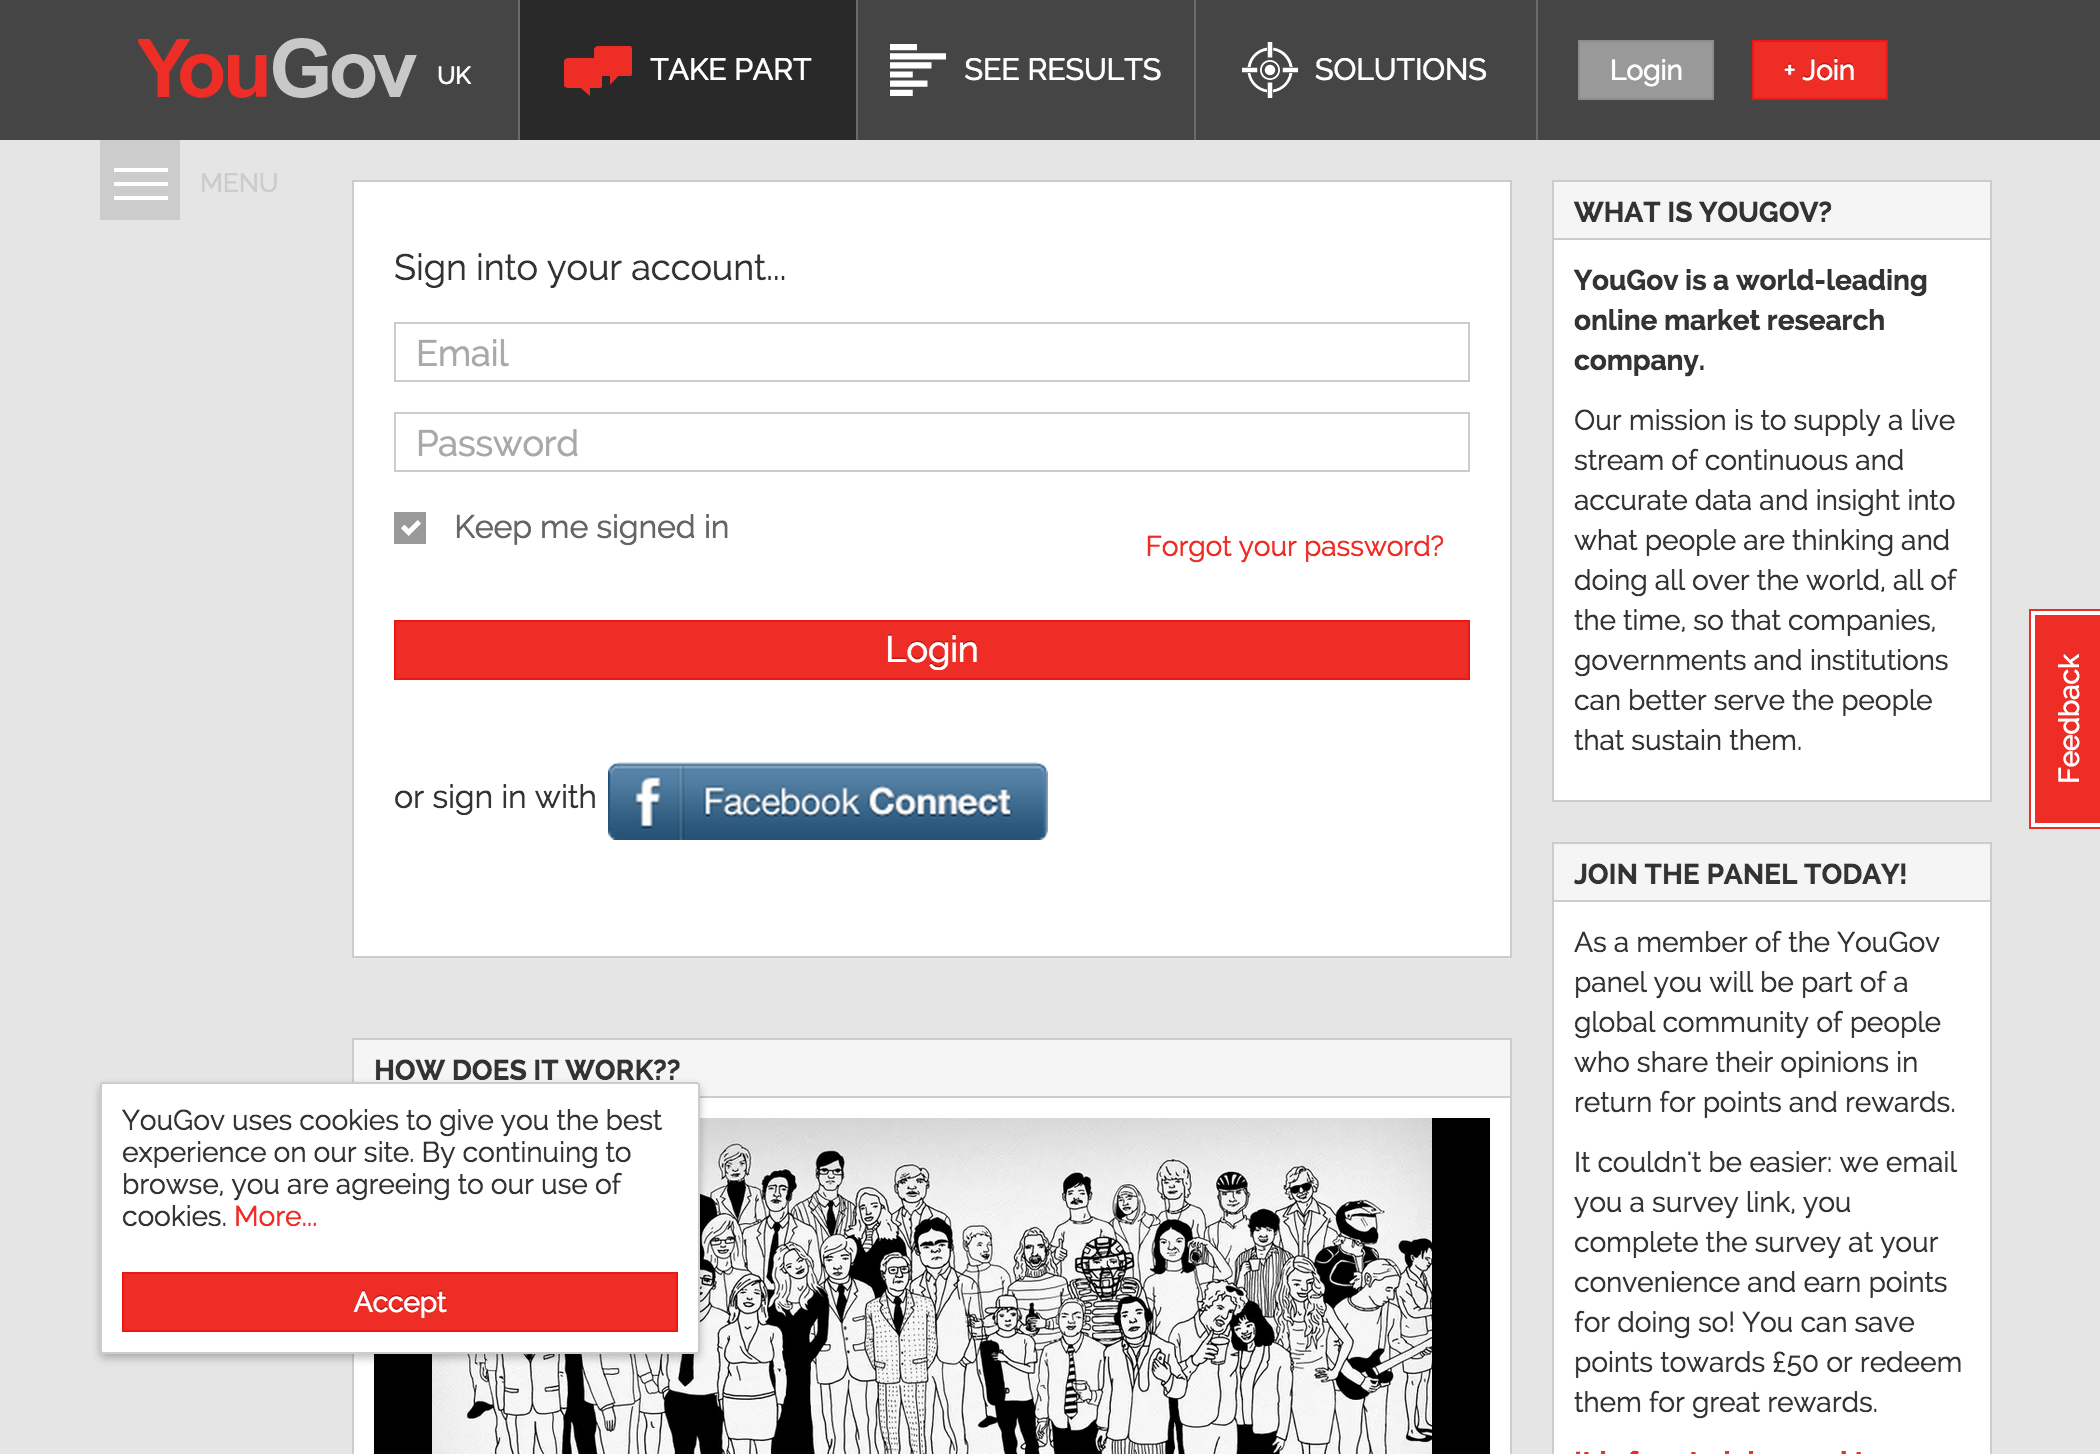 YouGov UK
TAKE PART
SEE RESULTS
SOLUTIONS
Login
+ Join
MENU
Sign into your account...
Email
Password
Keep me signed in
Forgot your password?
Login
or sign in with
f Facebook Connect
HOW DOES IT WORK??
YouGov uses cookies to give you the best
experience on our site. By continuing to
browse, you are agreeing to our use of
cookies. More...
Accept
WHAT IS YOUGOV?
YouGov is a world-leading
online market research
company.
Our mission is to supply a live
stream of continuous and
accurate data and insight into
what people are thinking and
doing all over the world, all of
the time, so that companies,
governments and institutions
can better serve the people
that sustain them.
JOIN THE PANEL TODAY!
As a member of the YouGov
panel you will be part of a
global community of people
who share their opinions in
return for points and rewards.
It couldn't be easier: we email
you a survey link, you
complete the survey at your
convenience and earn points
for doing so! You can save
points towards £50 or redeem
them for great rewards.
Feedback